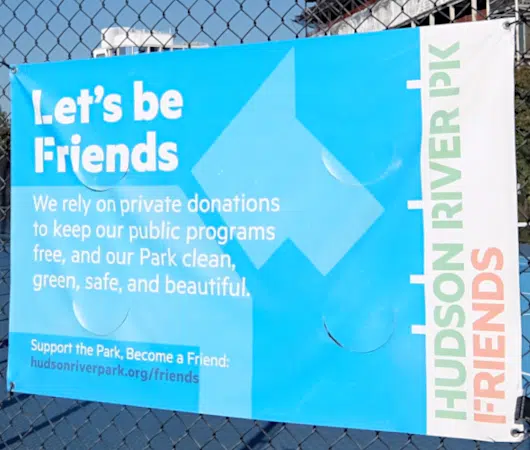 Let's be
Friends
We rely on private donations
to keep our public programs
free, and our Park clean,
green, safe, and beautiful.
Support the Park, Become a Friend:
hudsonriverpark.org/friends
HUDSON RIVER PK
FRIENDS